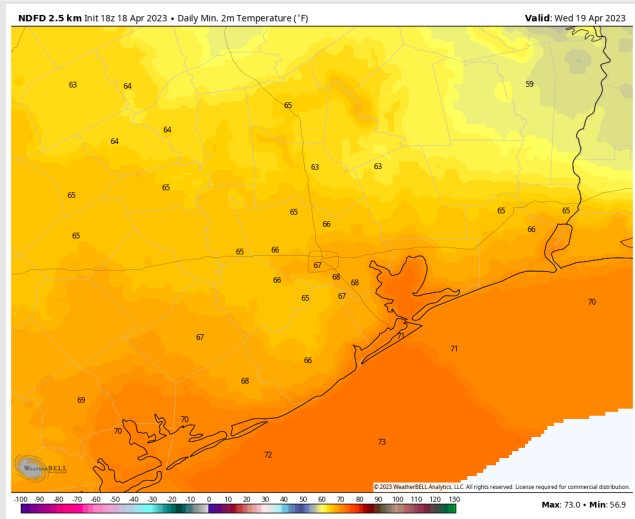 NDFD 2.5 km Init 18z 18 Apr 2023 • Daily Min. 2m Temperature (°F) Valid: Wed 19 Apr 2023
63 64 59
65
64
64
63 63
65 65
65 65 65
66 66
65
65 66
67
66 68 68
65 67
70
67 71
71
66
68
69
70
70
73
72
WeatherBELL
© 2023 WeatherBELL Analytics, LLC. All rights reserved. License required for commercial distribution.
-100 -90 -80 -70 -60 -50 -40 -30 -20 -10 0 10 20 30 40 50 60 70 80 90 100 110 120 130 Max: 73.0 • Min: 56.9